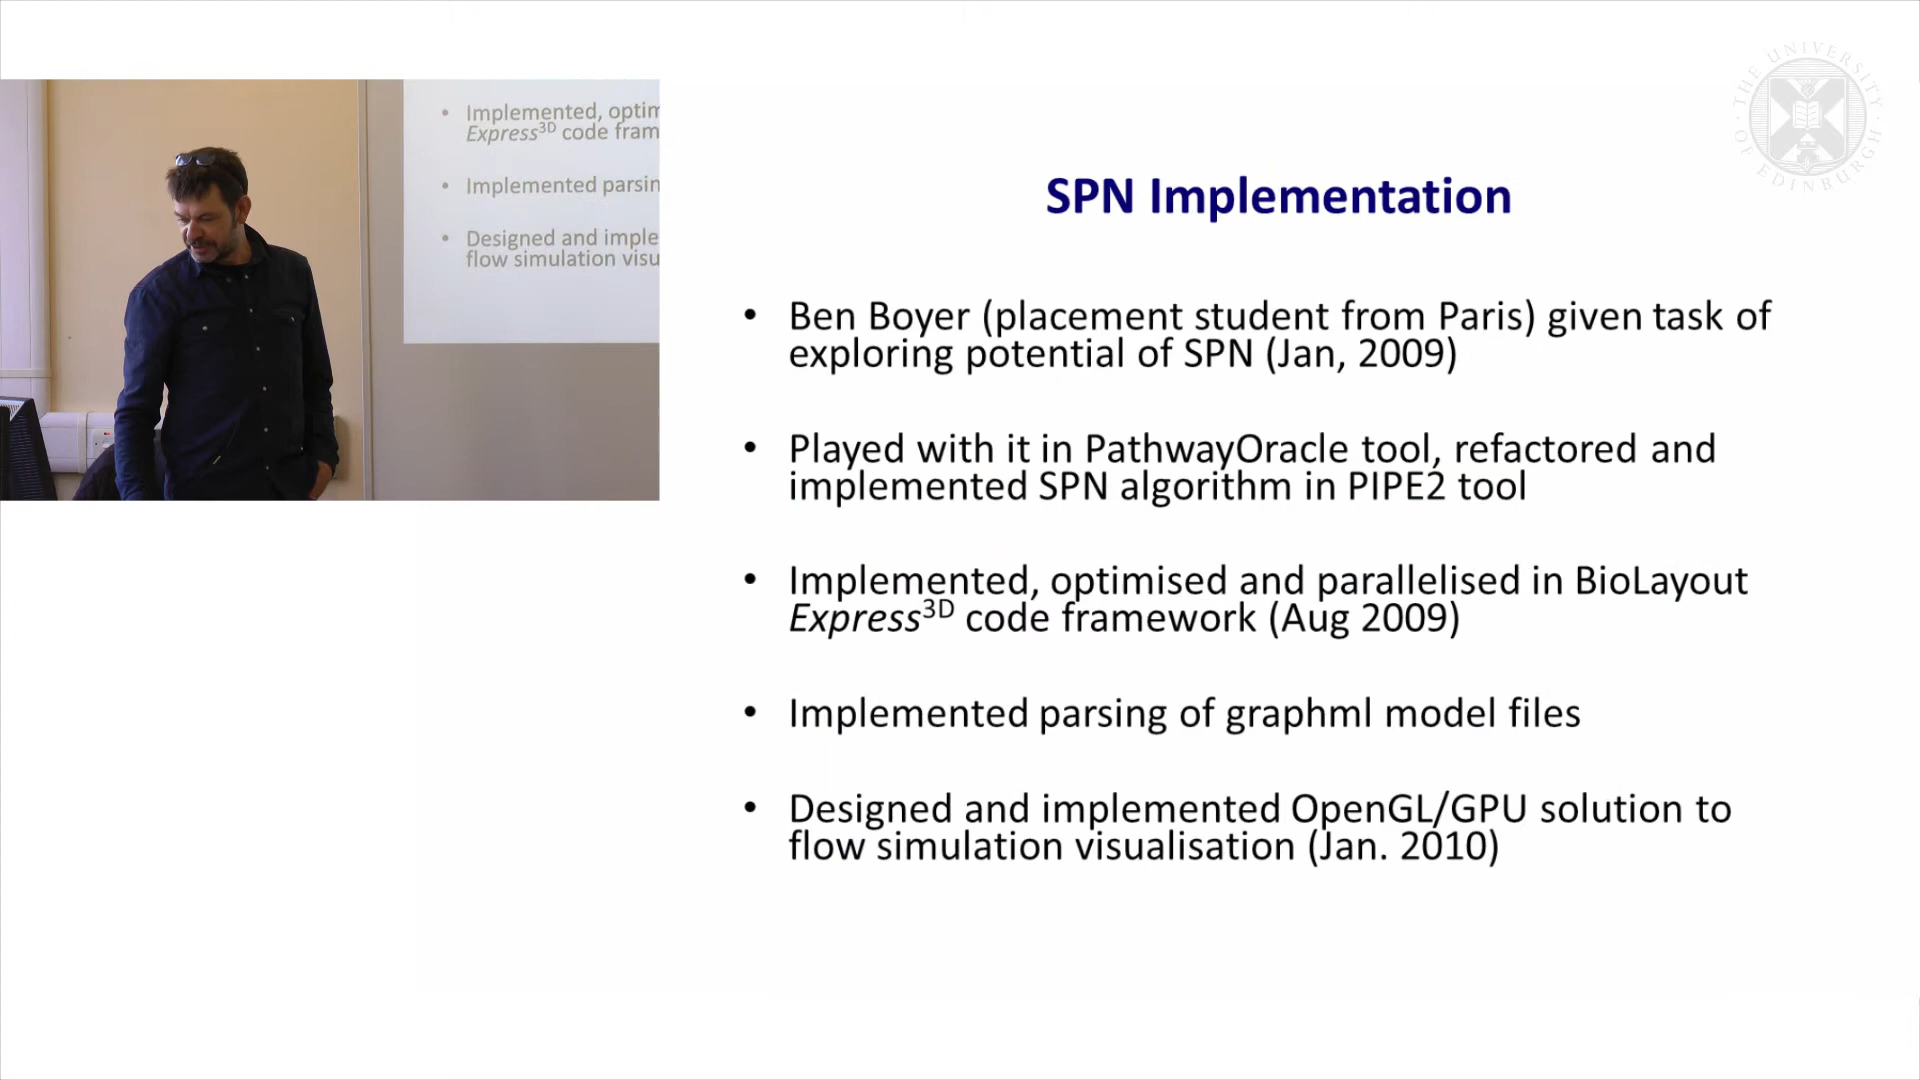 Implemented, optim
Express3D code fram
Implemented parsin
Designed and imple
flow simulation visu
THE UNIVERSITY OF EDINBURGH
SPN Implementation
• Ben Boyer (placement student from Paris) given task of
exploring potential of SPN (Jan, 2009)
• Played with it in PathwayOracle tool, refactored and
implemented SPN algorithm in PIPE2 tool
• Implemented, optimised and parallelised in BioLayout
Express3D code framework (Aug 2009)
• Implemented parsing of graphml model files
• Designed and implemented OpenGL/GPU solution to
flow simulation visualisation (Jan. 2010)